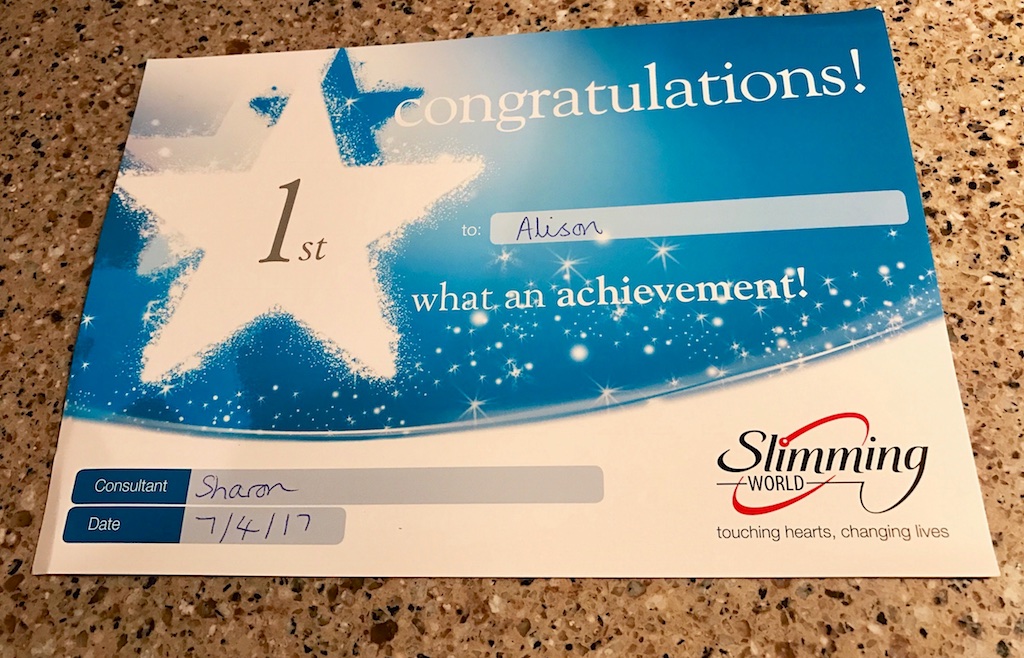 congratulations!
1st
to: Alison
what an achievement!
Consultant Sharon
Date 7/4/17
Slimming
WORLD
touching hearts, changing lives